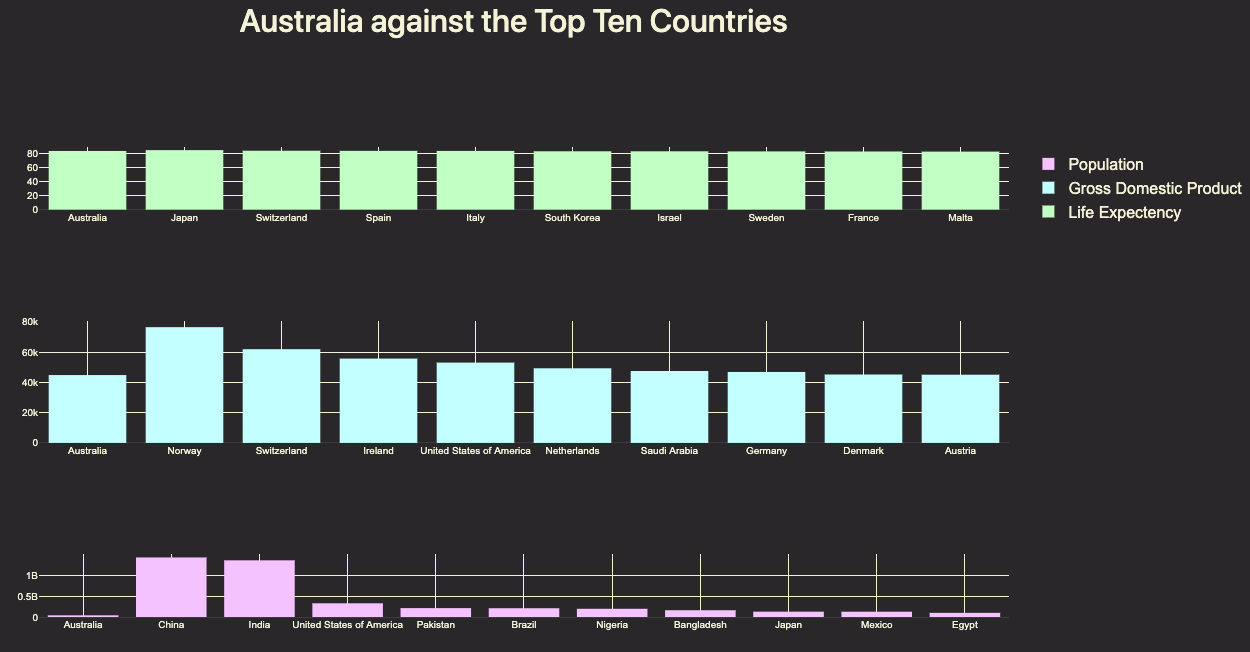 Australia against the Top Ten Countries
80
60
40
20
0
Australia Japan Switzerland Spain Italy South Korea Israel Sweden France Malta
Population
Gross Domestic Product
Life Expectency
80k
60k
40k
20k
0
Australia Norway Switzerland Ireland United States of America Netherlands Saudi Arabia Germany Denmark Austria
1B
0.5B
0
Australia China India United States of America Pakistan Brazil Nigeria Bangladesh Japan Mexico Egypt